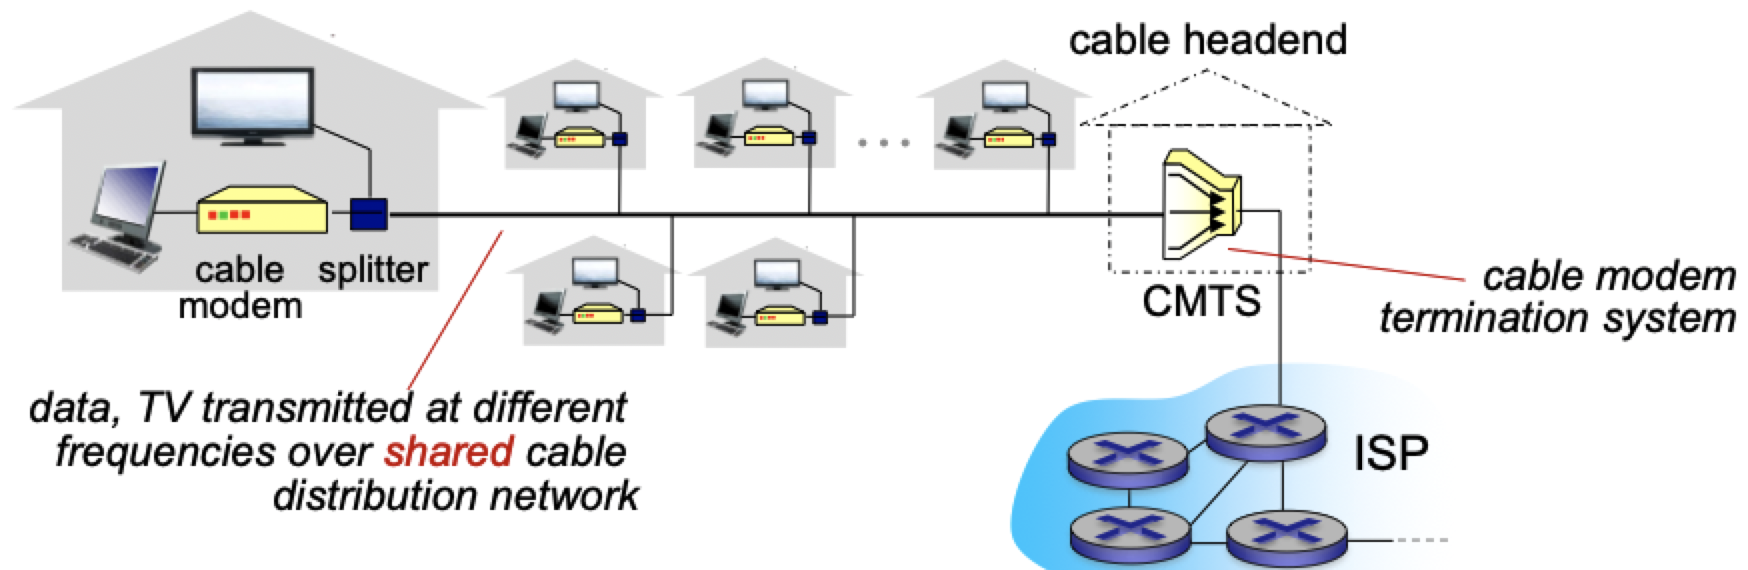 cable headend
cable
modem
splitter
CMTS
cable modem
termination system
data, TV transmitted at different
frequencies over shared cable
distribution network
ISP